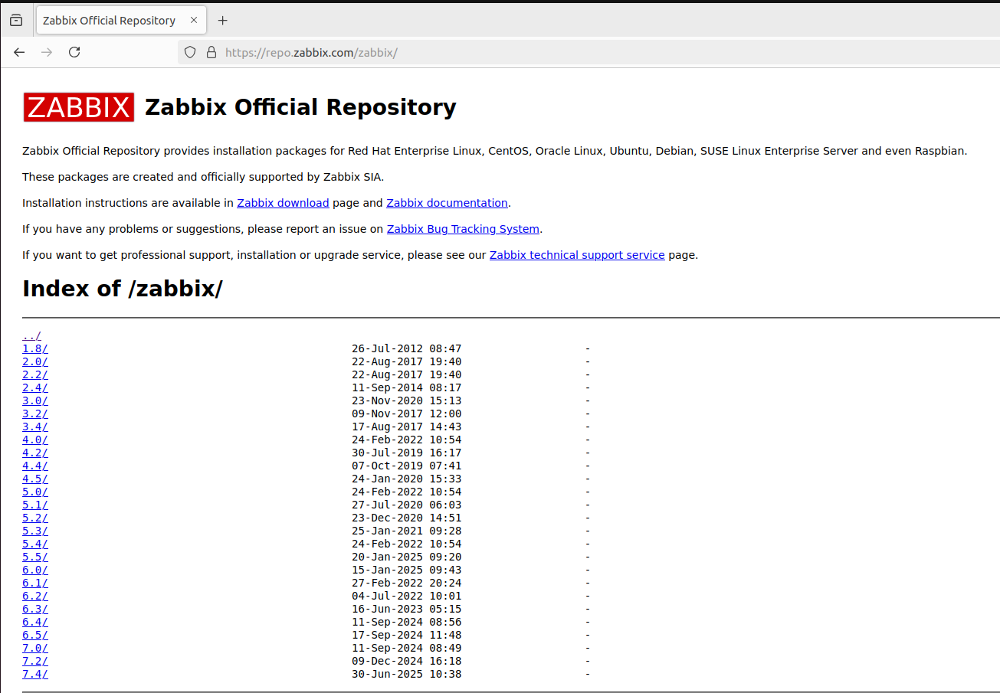 Zabbix Official Repository
https://repo.zabbix.com/zabbix/
ZABBIX Zabbix Official Repository
Zabbix Official Repository provides installation packages for Red Hat Enterprise Linux, CentOS, Oracle Linux, Ubuntu, Debian, SUSE Linux Enterprise Server and even Raspbian.
These packages are created and officially supported by Zabbix SIA.
Installation instructions are available in Zabbix download page and Zabbix documentation.
If you have any problems or suggestions, please report an issue on Zabbix Bug Tracking System.
If you want to get professional support, installation or upgrade service, please see our Zabbix technical support service page.
Index of /zabbix/
../
1.8/ 26-Jul-2012 08:47 -
2.0/ 22-Aug-2017 19:40 -
2.2/ 22-Aug-2017 19:40 -
2.4/ 11-Sep-2014 08:17 -
3.0/ 23-Nov-2020 15:13 -
3.2/ 09-Nov-2017 12:00 -
3.4/ 17-Aug-2017 14:43 -
4.0/ 24-Feb-2022 10:54 -
4.2/ 30-Jul-2019 16:17 -
4.4/ 07-Oct-2019 07:41 -
4.5/ 24-Jan-2020 15:33 -
5.0/ 24-Feb-2022 10:54 -
5.1/ 27-Jul-2020 06:03 -
5.2/ 23-Dec-2020 14:51 -
5.3/ 25-Jan-2021 09:28 -
5.4/ 24-Feb-2022 10:54 -
5.5/ 20-Jan-2025 09:20 -
6.0/ 15-Jan-2025 09:43 -
6.1/ 27-Feb-2022 20:24 -
6.2/ 04-Jul-2022 10:01 -
6.3/ 16-Jun-2023 05:15 -
6.4/ 11-Sep-2024 08:56 -
6.5/ 17-Sep-2024 11:48 -
7.0/ 11-Sep-2024 08:49 -
7.2/ 09-Dec-2024 16:18 -
7.4/ 30-Jun-2025 10:38 -